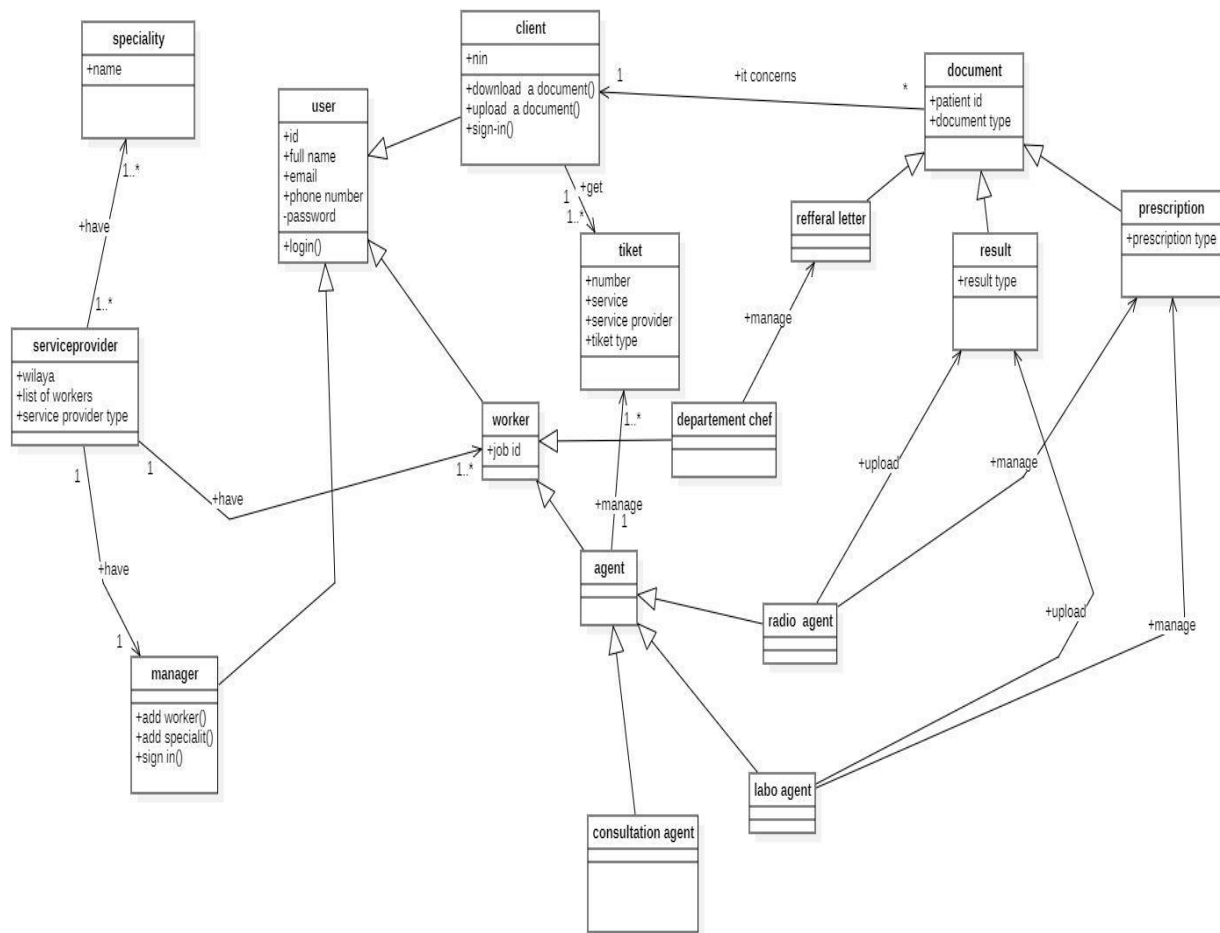 speciality
+name
client
+nin
+download  a document()
+upload  a document()
+sign-in()
document
+patient id
+document type
user
+id
+full name
+email
+phone number
-password
+login()
1
+it concerns
*
1..*
+have
1..*
+get
1
1..*
refferal letter
result
+result type
prescription
+prescription type
tiket
+number
+service
+service provider
+tiket type
+manage
serviceprovider
+wilaya
+list of workers
+service provider type
worker
+job id
departement chef
1..*
1
1
1..*
+have
+manage
1
+upload
+manage
+have
1
agent
radio  agent
+upload
+manage
manager
+add worker()
+add specialit()
+sign in()
labo agent
consultation agent